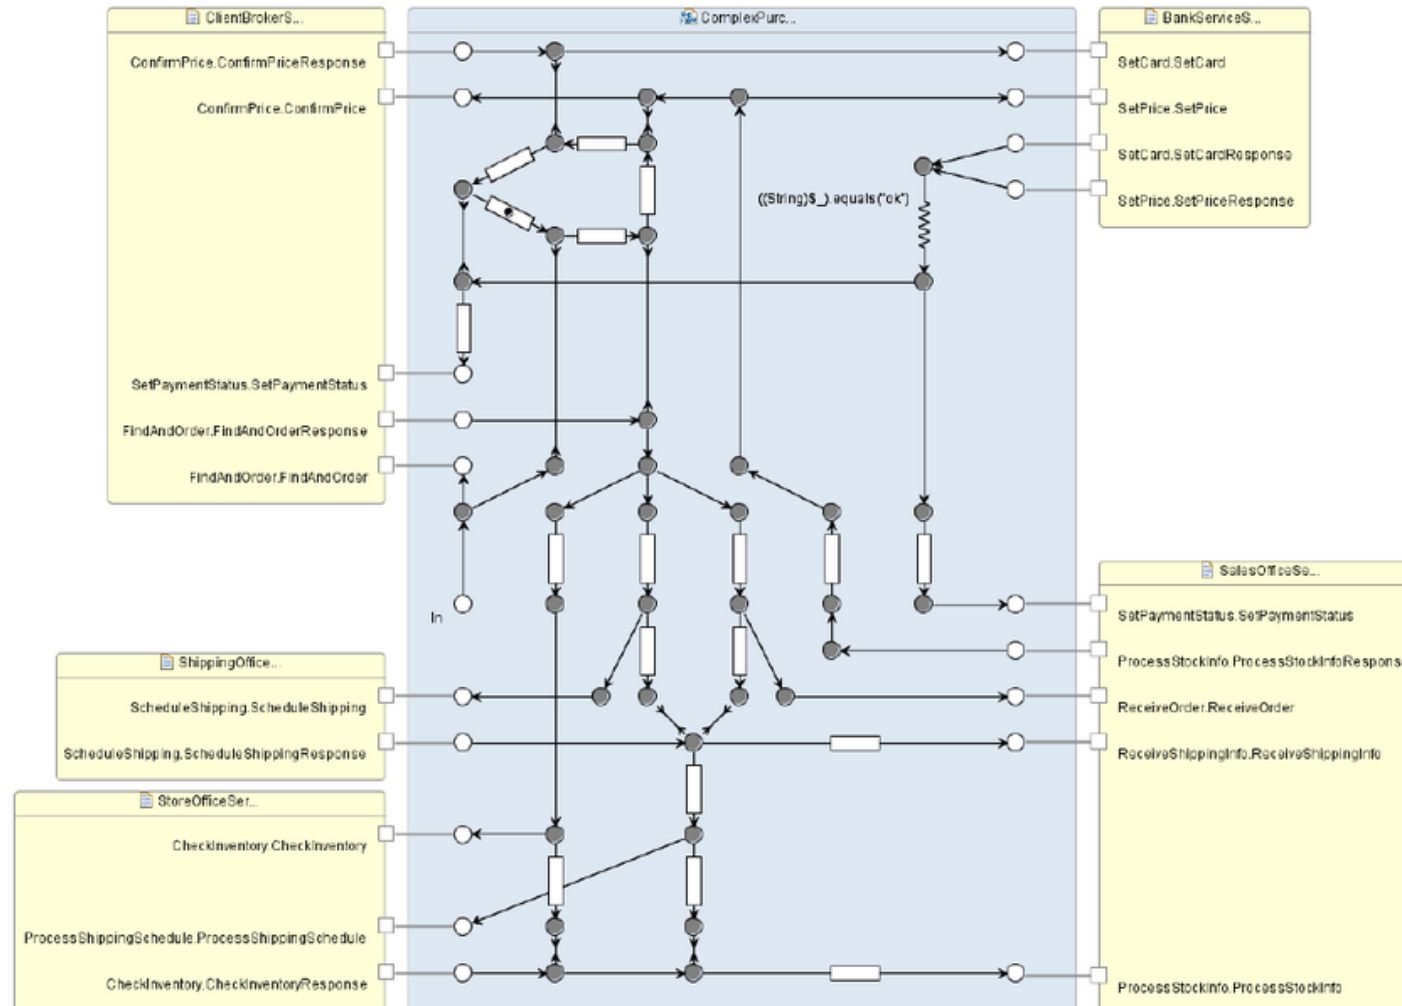 ClientBrokerS...
ComplexPurc...
BankServiceS...
ConfirmPrice.ConfirmPriceResponse
SetCard.SetCard
ConfirmPrice.ConfirmPrice
SetPrice.SetPrice
SetCard.SetCardResponse
((String)$_).equals("ok")
SetPrice.SetPriceResponse
SetPaymentStatus.SetPaymentStatus
FindAndOrder.FindAndOrderResponse
FindAndOrder.FindAndOrder
SalesOfficeSe...
In
SetPaymentStatus.SetPaymentStatus
ShippingOffice...
ProcessStockInfo.ProcessStockInfoRespons
ScheduleShipping.ScheduleShipping
ReceiveOrder.ReceiveOrder
ScheduleShipping.ScheduleShippingResponse
ReceiveShippingInfo.ReceiveShippingInfo
StoreOfficeSer...
CheckInventory.CheckInventory
ProcessShippingSchedule.ProcessShippingSchedule
CheckInventory.CheckInventoryResponse
ProcessStockInfo.ProcessStockInfo